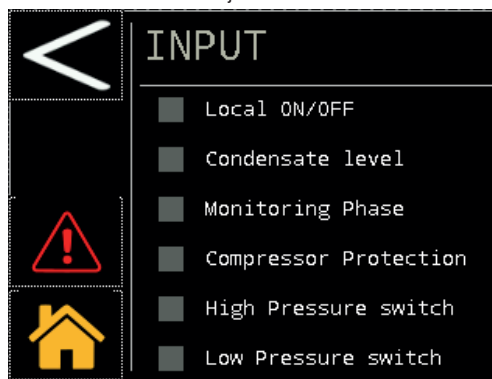 INPUT
Local ON/OFF
Condensate level
Monitoring Phase
Compressor Protection
High Pressure switch
Low Pressure switch